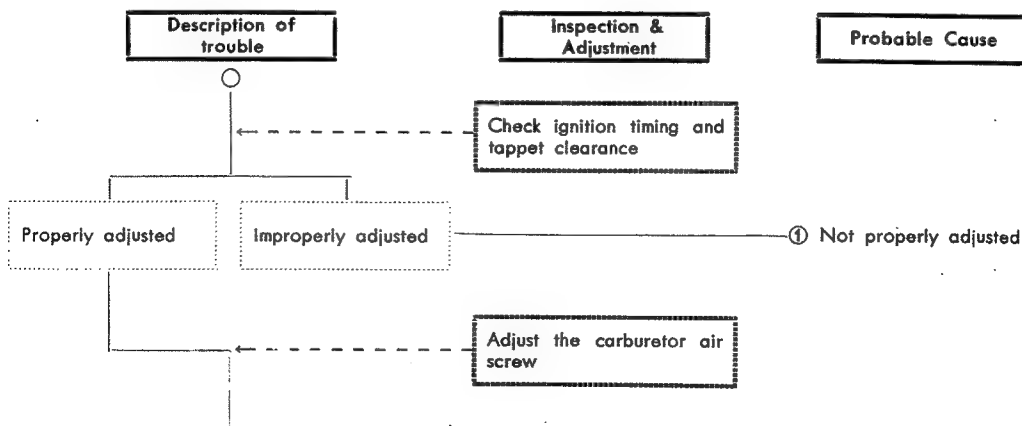 Description of
trouble
Inspection &
Adjustment
Probable Cause
Check ignition timing and
tappet clearance
Properly adjusted
Improperly adjusted
① Not properly adjusted
Adjust the carburetor air
screw